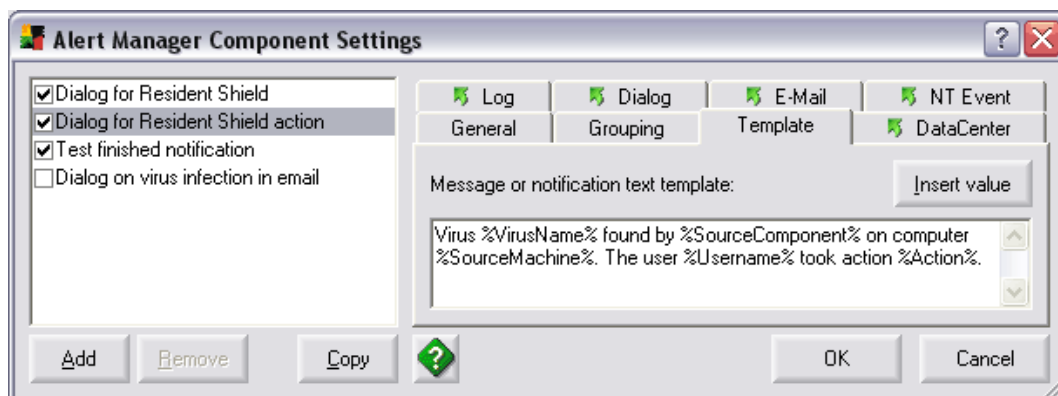 Alert Manager Component Settings
Dialog for Resident Shield
Dialog for Resident Shield action
Test finished notification
Dialog on virus infection in email
Log
Dialog
E-Mail
NT Event
General
Grouping
Template
DataCenter
Message or notification text template:
Insert value
Virus %VirusName% found by %SourceComponent% on computer
%SourceMachine%. The user %Username% took action %Action%.
Add
Remove
Copy
OK
Cancel